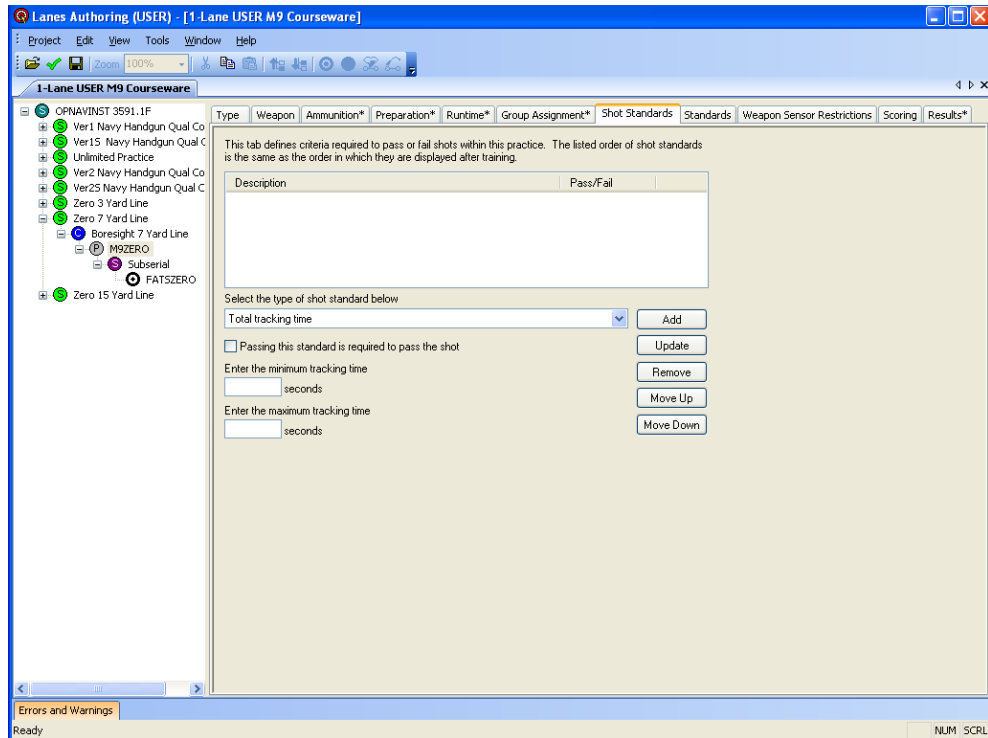 Lanes Authoring (USER) - [1-Lane USER M9 Courseware]
Project Edit View Tools Window Help
Zoom 100%
1-Lane USER M9 Courseware
OPNAVINST 3591.1F
Ver1 Navy Handgun Qual Co
Ver1S Navy Handgun Qual C
Unlimited Practice
Ver2 Navy Handgun Qual Co
Ver2S Navy Handgun Qual C
Zero 3 Yard Line
Zero 7 Yard Line
Boresight 7 Yard Line
M9ZERO
Subserial
FATSZERO
Zero 15 Yard Line
Type Weapon Ammunition* Preparation* Runtime* Group Assignment* Shot Standards Standards Weapon Sensor Restrictions Scoring Results*
This tab defines criteria required to pass or fail shots within this practice. The listed order of shot standards
is the same as the order in which they are displayed after training.
Description Pass/Fail
Select the type of shot standard below
Total tracking time
Add
Passing this standard is required to pass the shot
Update
Enter the minimum tracking time
Remove
seconds
Move Up
Enter the maximum tracking time
Move Down
seconds
Errors and Warnings
Ready NUM SCRL